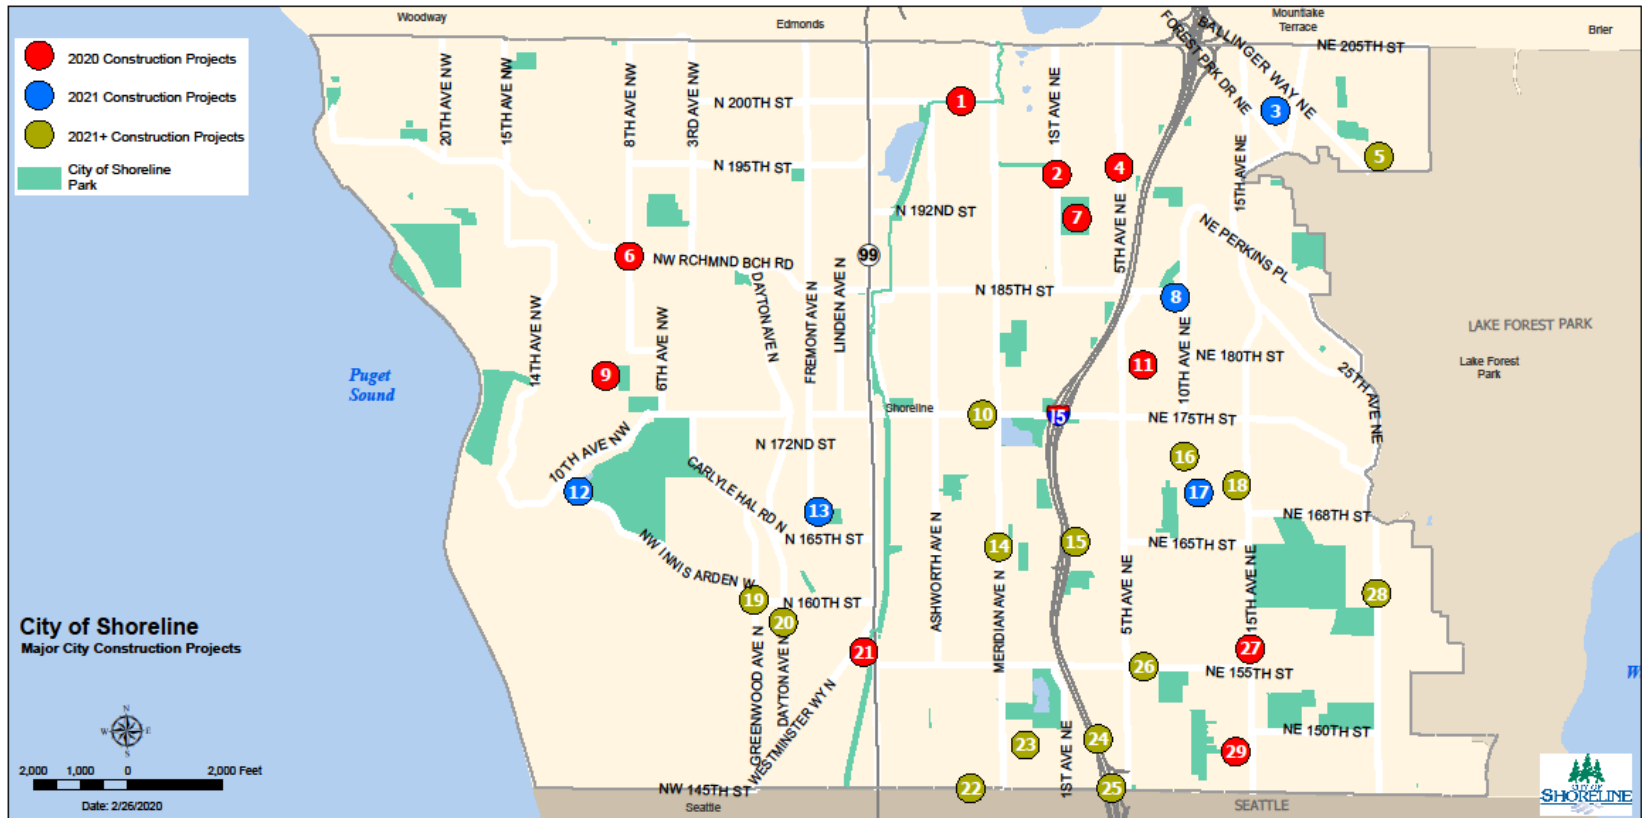 Woodway
Edmonds
Mountlake
Terrace
Brier
2020 Construction Projects
2021 Construction Projects
2021+ Construction Projects
City of Shoreline
Park
20TH AVE NW
15TH AVE NW
8TH AVE NW
3RD AVE NW
N 200TH ST
1
1ST AVE NE
FOREST PRK DR NE
BALLINGER WAY NE
NE 205TH ST
3
5
N 195TH ST
2
4
15TH AVE NE
N 192ND ST
7
5TH AVE NE
NE PERKINS PL
6
NW RCHMND BCH RD
99
DAYTON AVE N
FREMONT AVE N
LINDEN AVE N
N 185TH ST
8
14TH AVE NW
6TH AVE NW
10TH AVE NE
LAKE FOREST PARK
Lake Forest
Park
NE 180TH ST
11
25TH AVE NE
Puget
Sound
9
Shoreline
10
I5
NE 175TH ST
10TH AVE NW
N 172ND ST
CARLYLE HAL RD N
16
12
13
17
18
NE 168TH ST
N 165TH ST
NE 165TH ST
14
15
ASHWORTH AVE N
MERIDIAN AVE N
5TH AVE NE
15TH AVE NE
NW INNIS ARDEN W
19
N 160TH ST
20
28
City of Shoreline
Major City Construction Projects
21
27
26
NE 155TH ST
GREENWOOD AVE N
DAYTON AVE N
WESTMINSTER WY N
W
N
W
E
S
23
24
1ST AVE NE
29
NE 150TH ST
2,000
1,000
0
2,000 Feet
Date: 2/26/2020
NW 145TH ST
Seattle
22
25
SEATTLE
CITY OF
SHORELINE